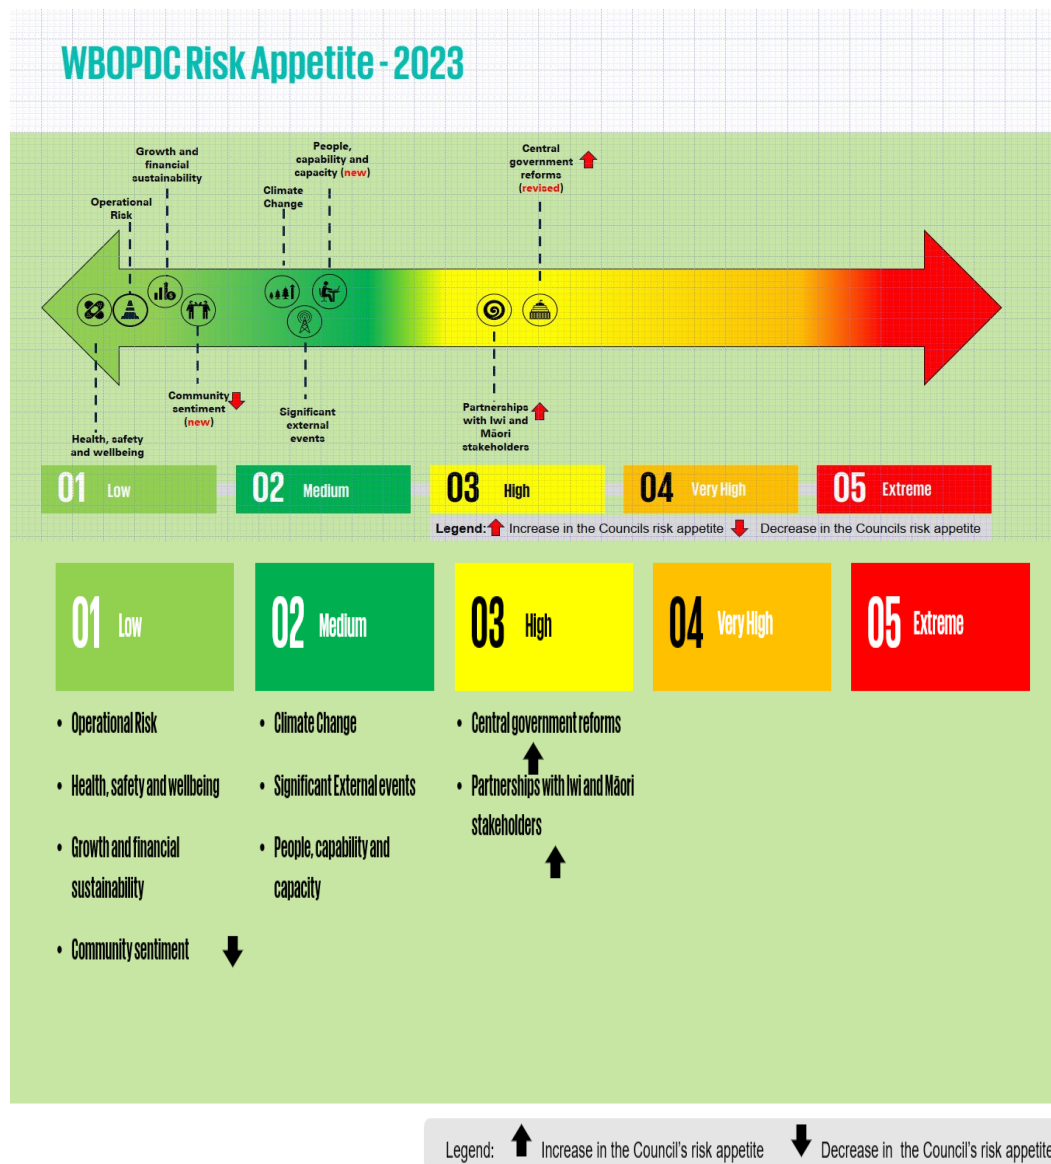 WBOPDC Risk Appetite - 2023
Growth and
financial
sustainability
People,
capability and
capacity (new)
Central
government
reforms
(revised)
Climate
Change
Operational
Risk
Community
sentiment
(new)
Significant
external
events
Partnerships
with Iwi and
Māori
stakeholders
Health, safety
and wellbeing
01 Low
02 Medium
03 High
04 Very High
05 Extreme
Legend: Increase in the Councils risk appetite Decrease in the Councils risk appetite
01 Low
02 Medium
03 High
04 Very High
05 Extreme
• Operational Risk
• Health, safety and wellbeing
• Growth and financial
sustainability
• Community sentiment
• Climate Change
• Significant External events
• People, capability and
capacity
• Central government reforms
• Partnerships with Iwi and Māori
stakeholders
Legend: Increase in the Council's risk appetite Decrease in the Council's risk appetite